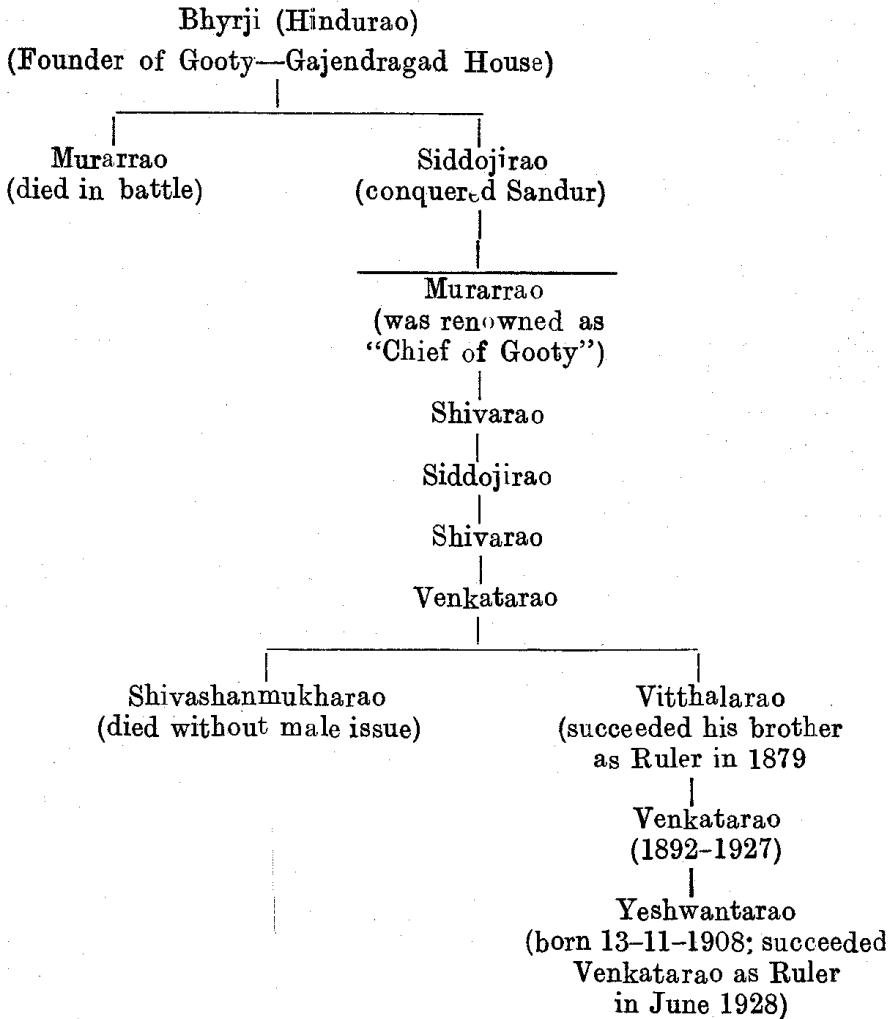 Bhyrji (Hindurao)
(Founder of Gooty—Gajendragad House)
Murarrao
(died in battle)
Siddojirao
(conquered Sandur)
Murarrao
(was renowned as
“Chief of Gooty”)
Shivarao
Siddojirao
Shivarao
Venkatarao
Shivashanmukharao
(died without male issue)
Vitthalarao
(succeeded his brother
as Ruler in 1879
Venkatarao
(1892–1927)
Yeshwantarao
(born 13–11–1908; succeeded
Venkatarao as Ruler
in June 1928)